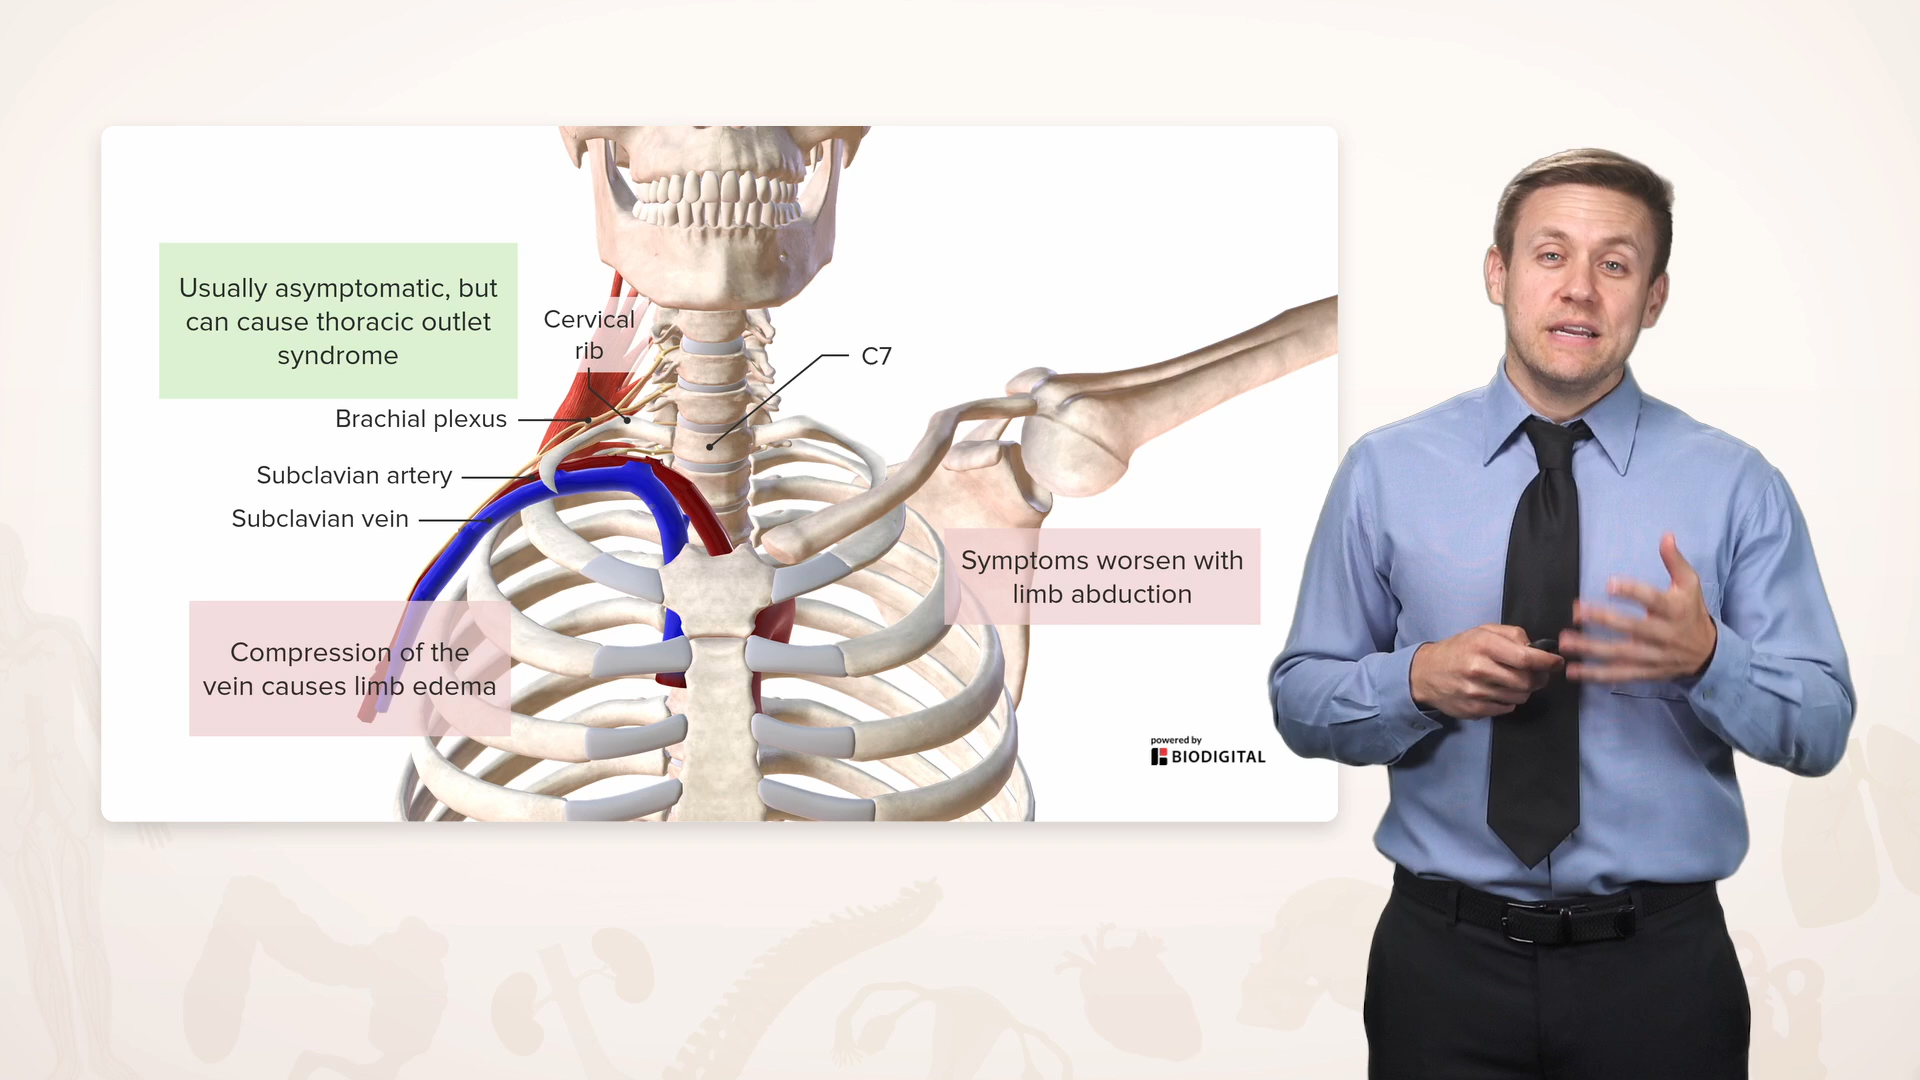 Usually asymptomatic, but
can cause thoracic outlet
syndrome
Cervical
rib
C7
Brachial plexus
Subclavian artery
Subclavian vein
Symptoms worsen with
limb abduction
Compression of the
vein causes limb edema
powered by
BIODIGITAL